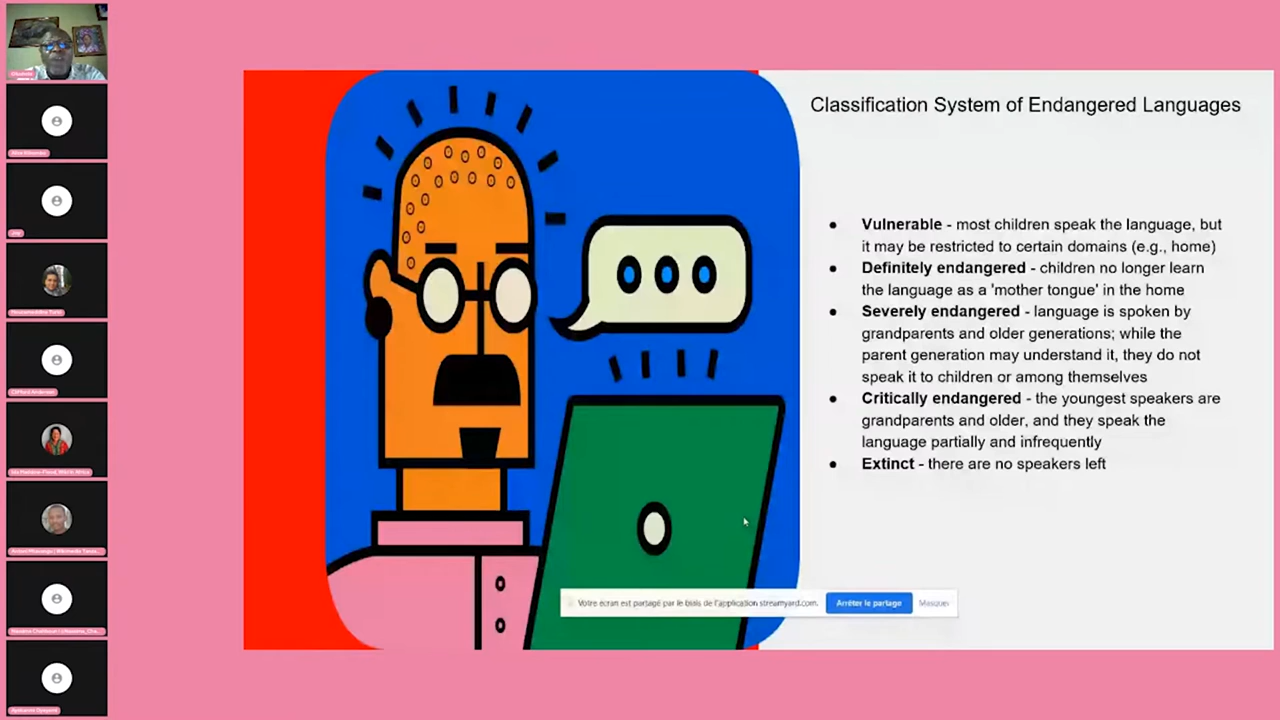 Classification System of Endangered Languages
● Vulnerable - most children speak the language, but
it may be restricted to certain domains (e.g., home)
● Definitely endangered - children no longer learn
the language as a 'mother tongue' in the home
● Severely endangered - language is spoken by
grandparents and older generations; while the
parent generation may understand it, they do not
speak it to children or among themselves
● Critically endangered - the youngest speakers are
grandparents and older, and they speak the
language partially and infrequently
● Extinct - there are no speakers left
Votre écran est partagé par le biais de l'application streamyard.com.
Arrêter le partage
Masquer
Joy